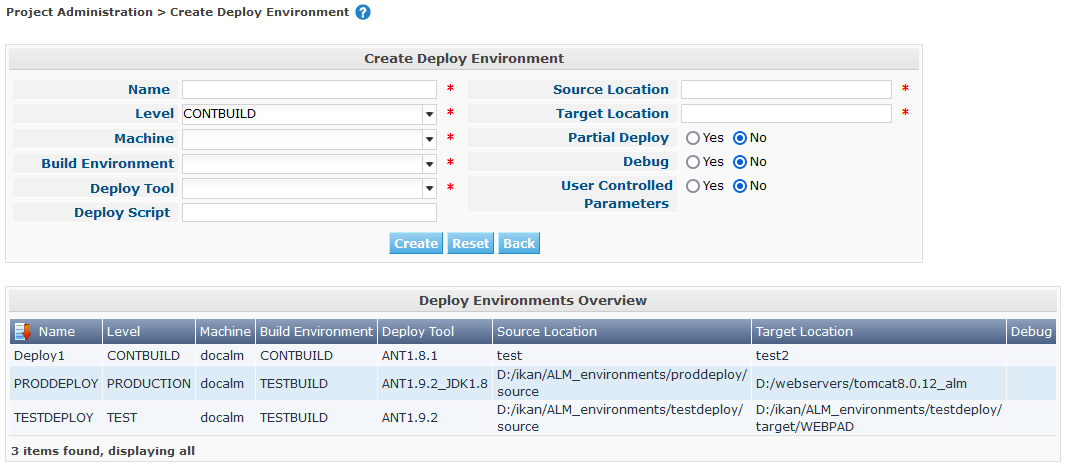 Project Administration > Create Deploy Environment ?
Create Deploy Environment
Name *
Level CONTBUILD *
Machine *
Build Environment *
Deploy Tool *
Deploy Script
Source Location *
Target Location *
Partial Deploy Yes No
Debug Yes No
User Controlled
Parameters Yes No
Create Reset Back
Deploy Environments Overview
Name Level Machine Build Environment Deploy Tool Source Location Target Location Debug
Deploy1 CONTBUILD docalm CONTBUILD ANT1.8.1 test test2
PRODDEPLOY PRODUCTION docalm TESTBUILD ANT1.9.2_JDK1.8 D:/ikan/ALM_environments/proddeploy/
source D:/webservers/tomcat8.0.12_alm
TESTDEPLOY TEST docalm TESTBUILD ANT1.9.2 D:/ikan/ALM_environments/testdeploy/
source D:/ikan/ALM_environments/testdeploy/
target/WEBPAD
3 items found, displaying all